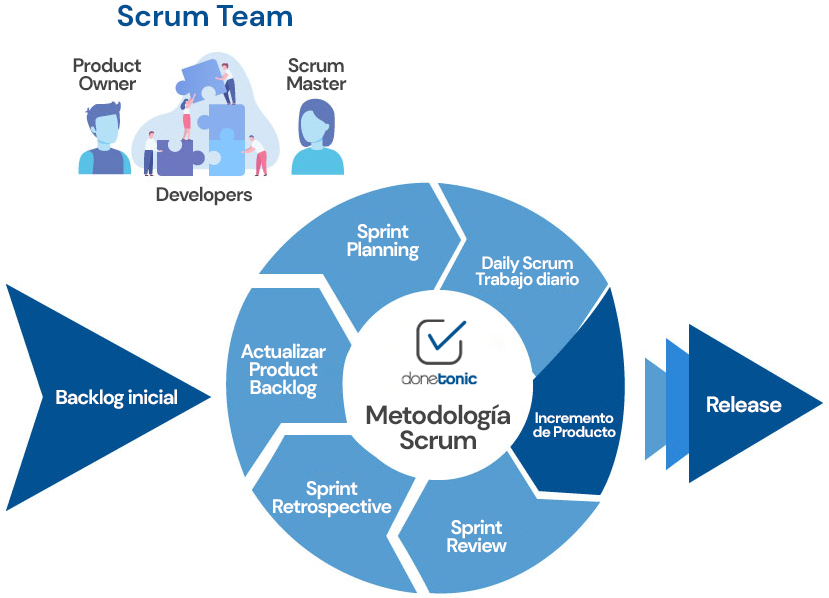 Scrum Team
Product
Owner
Scrum
Master
Developers
Sprint
Planning
Daily Scrum
Trabajo diario
Actualizar
Product
Backlog
Backlog inicial
donetonic
Metodología
Scrum
Incremento
de Producto
Release
Sprint
Retrospective
Sprint
Review